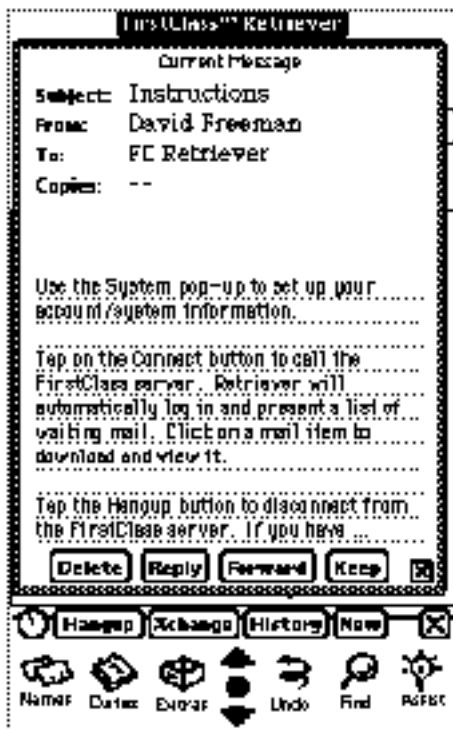 FirstClass™ Retriever
Current Message
Subject: Instructions
From: David Freeman
To: FC Retriever
Copies: --
Use the System pop-up to set up your
account/system information.
Tap on the Connect button to call the
FirstClass server. Retriever will
automatically log in and present a list of
waiting mail. Click on a mail item to
download and view it.
Tap the Hangup button to disconnect from
the FirstClass server. If you have ...
Delete Reply Forward Keep
Hangup Xchange History New
Names Dates Extras Undo Find Assist